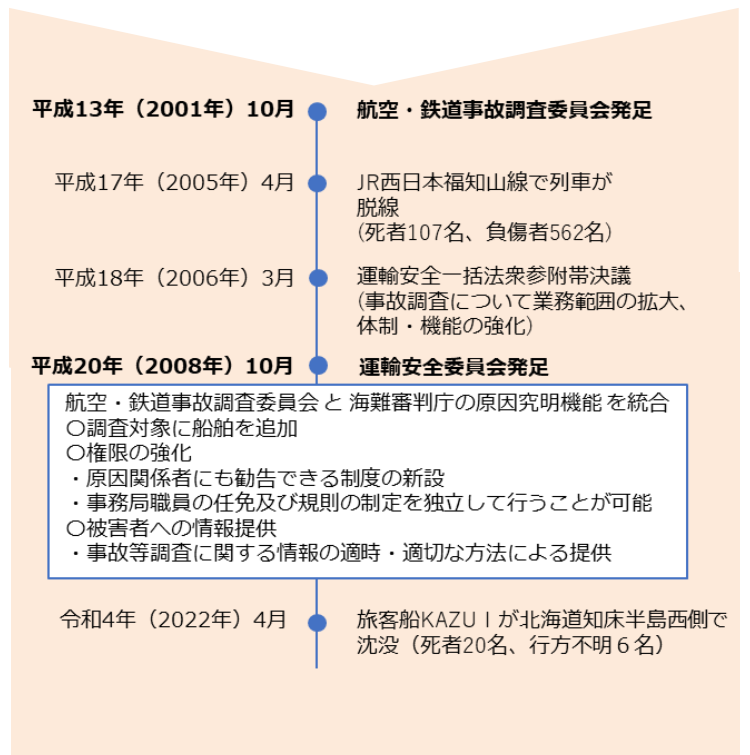 平成13年（2001年）10月 航空・鉄道事故調査委員会発足
平成17年（2005年）4月 JR西日本福知山線で列車が
脱線
(死者107名、負傷者562名)
平成18年（2006年）3月 運輸安全一括法衆参附帯決議
(事故調査について業務範囲の拡大、
体制・機能の強化)
平成20年（2008年）10月 運輸安全委員会発足
航空・鉄道事故調査委員会 と 海難審判庁の原因究明機能 を統合
〇調査対象に船舶を追加
〇権限の強化
・原因関係者にも勧告できる制度の新設
・事務局職員の任免及び規則の制定を独立して行うことが可能
〇被害者への情報提供
・事故等調査に関する情報の適時・適切な方法による提供
令和4年（2022年）4月 旅客船KAZU Ⅰ が北海道知床半島西側で
沈没（死者20名、行方不明６名）